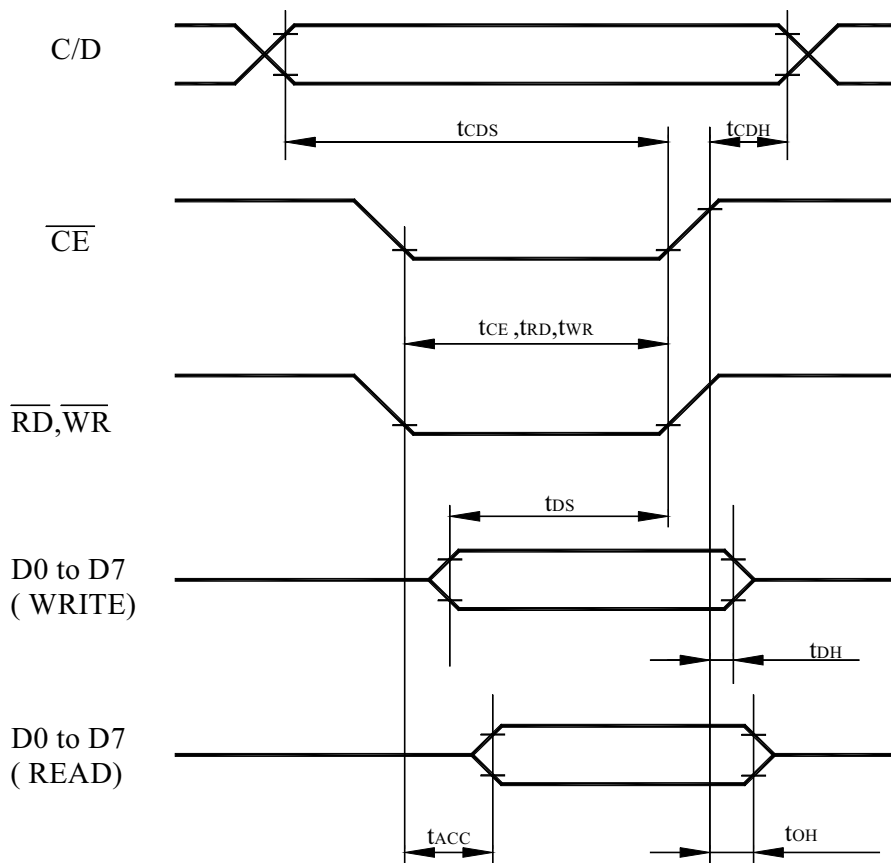 C/D
tCDS
tCDH
CE
tCE ,tRD,tWR
RD,WR
tDS
D0 to D7
( WRITE)
tDH
D0 to D7
( READ)
tACC
tOH